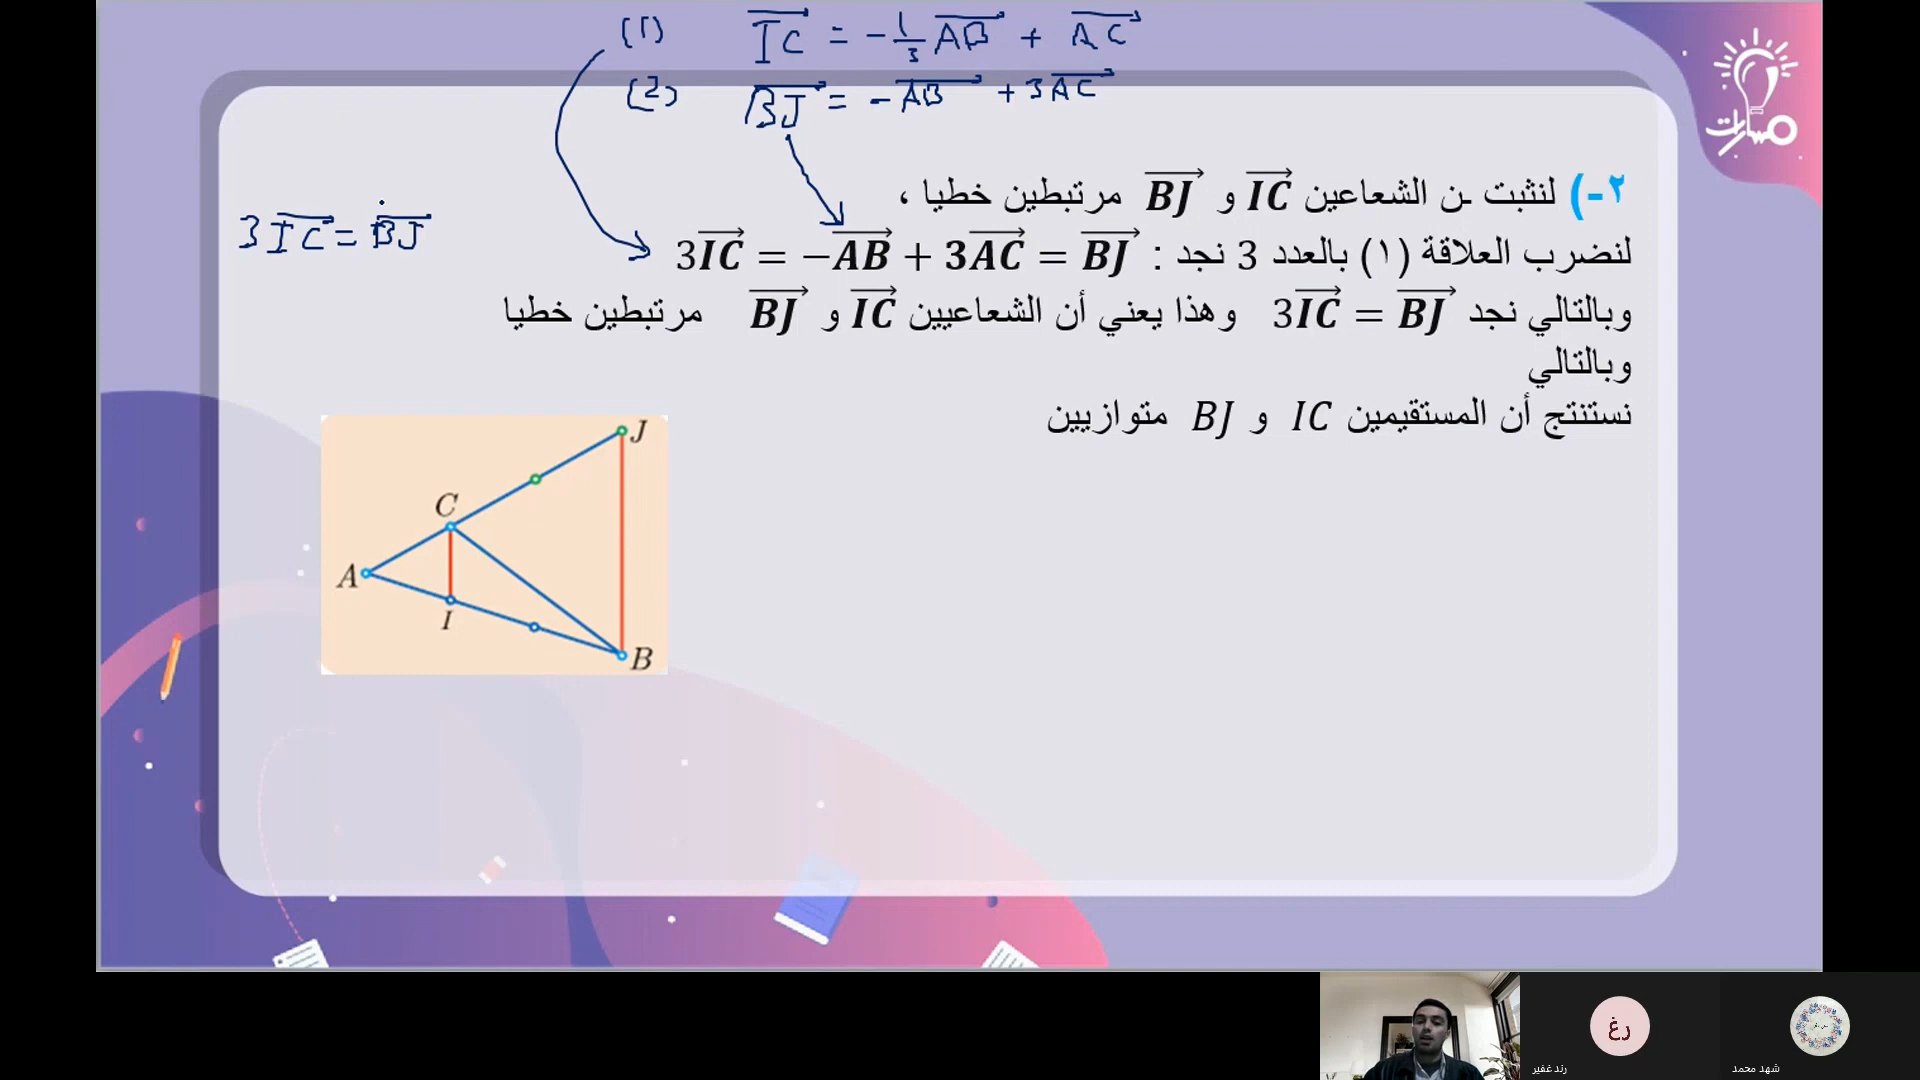 (1) IC = -1/3 AB + AC
(2) BJ = -AB + 3AC
مسارات
٢-) لنثبت ـن الشعاعين IC و BJ مرتبطين خطيا ،
3IC = BJ
لنضرب العلاقة (١) بالعدد 3 نجد : 3IC = −AB + 3AC = BJ
وبالتالي نجد 3IC = BJ وهذا يعني أن الشعاعيين IC و BJ مرتبطين خطيا
وبالتالي
نستنتج أن المستقيمين IC و BJ متوازيين
J
C
A
I
B
رغ
رند غفير
شهد محمد